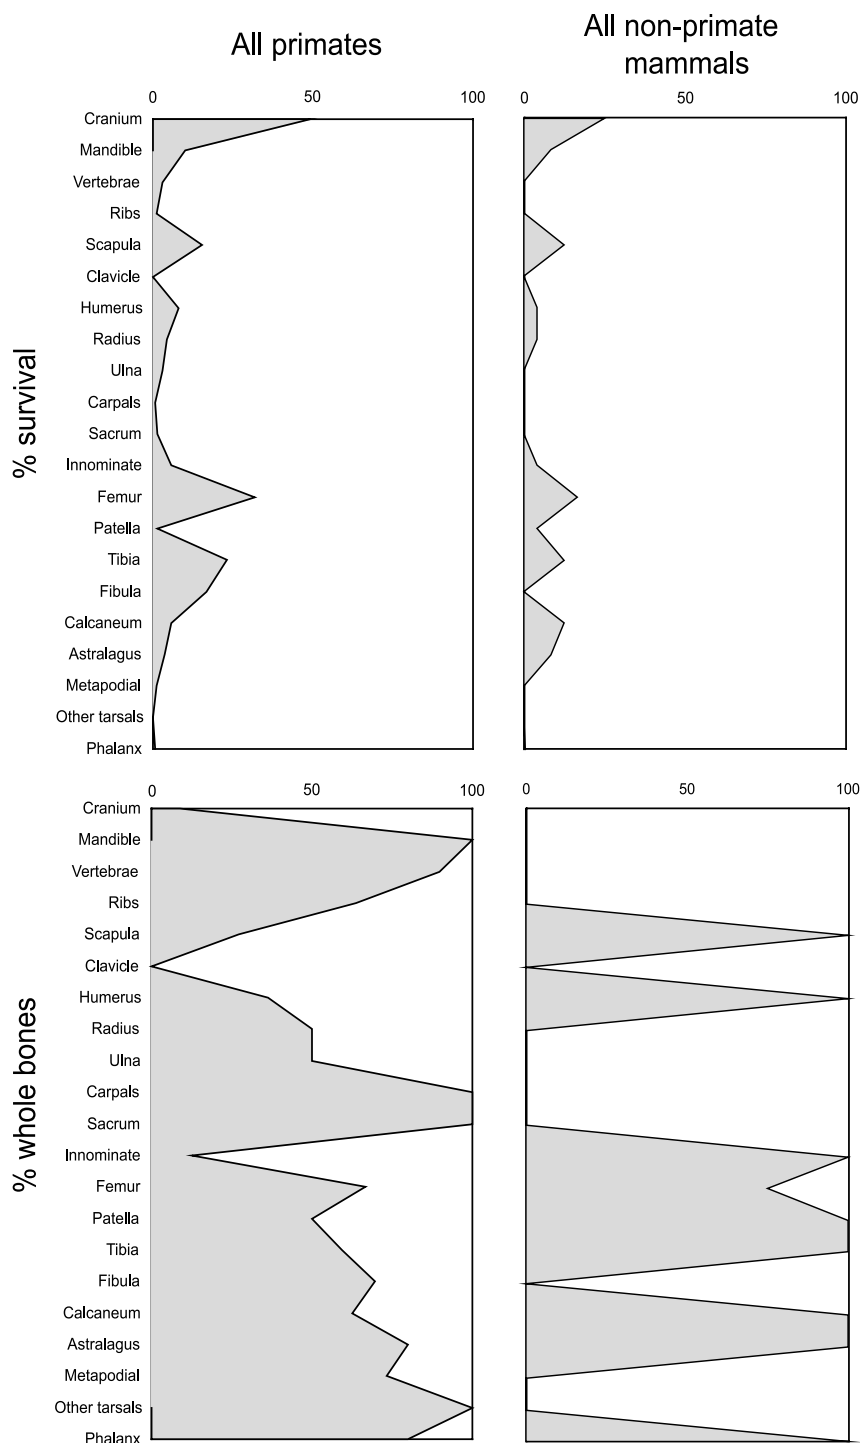 All primates
All non-primate
mammals
0 50 100
0 50 100
Cranium
Mandible
Vertebrae
Ribs
Scapula
Clavicle
Humerus
Radius
Ulna
Carpals
Sacrum
Innominate
Femur
Patella
Tibia
Fibula
Calcaneum
Astralagus
Metapodial
Other tarsals
Phalanx
% survival
0 50 100
0 50 100
Cranium
Mandible
Vertebrae
Ribs
Scapula
Clavicle
Humerus
Radius
Ulna
Carpals
Sacrum
Innominate
Femur
Patella
Tibia
Fibula
Calcaneum
Astralagus
Metapodial
Other tarsals
Phalanx
% whole bones